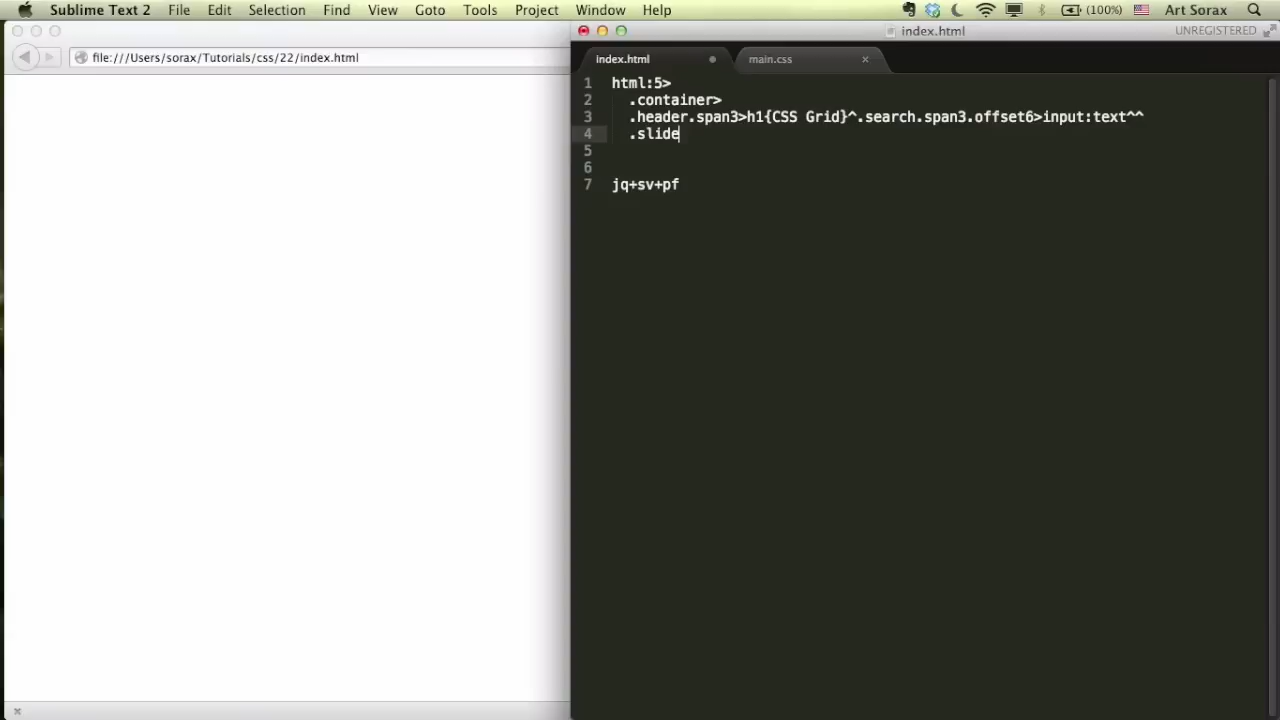 Sublime Text 2 File Edit Selection Find View Goto Tools Project Window Help (100%) Art Sorax
index.html UNREGISTERED
file:///Users/sorax/Tutorials/css/22/index.html
index.html main.css
1 html:5>
2 .container>
3 .header.span3>h1{CSS Grid}^.search.span3.offset6>input:text^^
4 .slide
5
6
7 jq+sv+pf